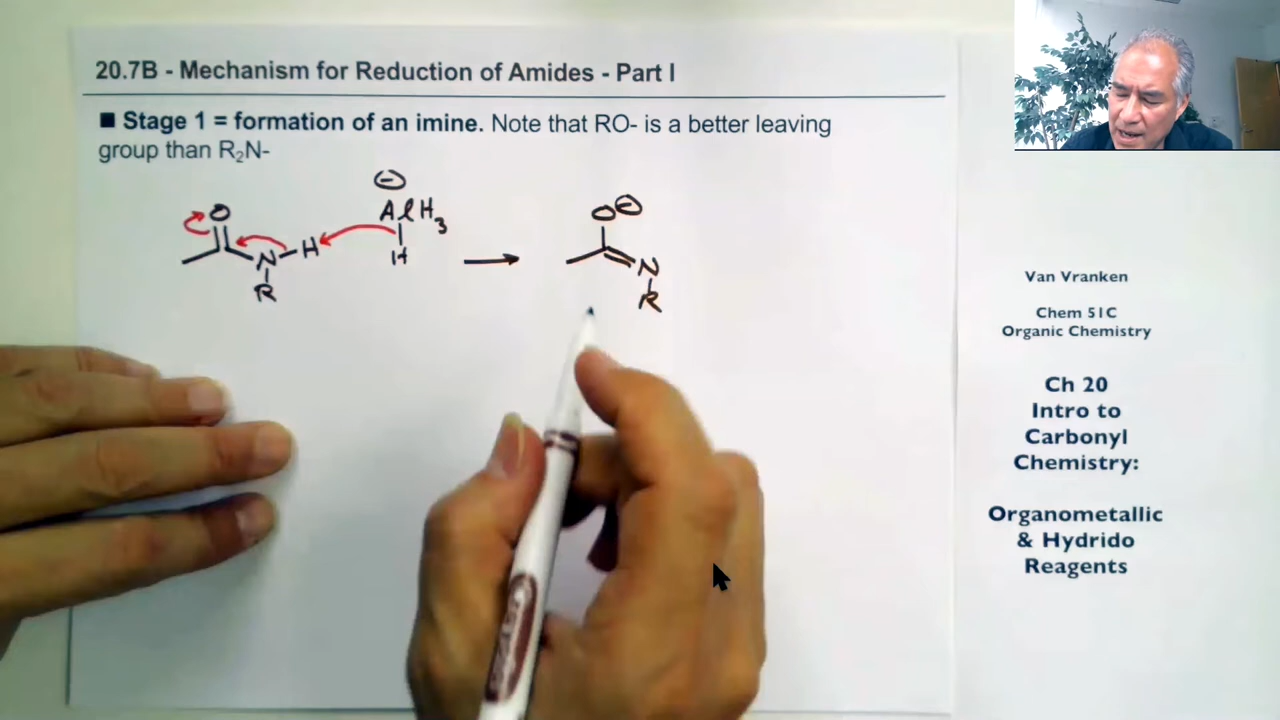 20.7B - Mechanism for Reduction of Amides - Part I
■ Stage 1 = formation of an imine. Note that RO- is a better leaving
group than R₂N-
⊖
O AlH₃ O⊖
N-H H → N
R R
Van Vranken
Chem 51C
Organic Chemistry
Ch 20
Intro to
Carbonyl
Chemistry:
Organometallic
& Hydrido
Reagents